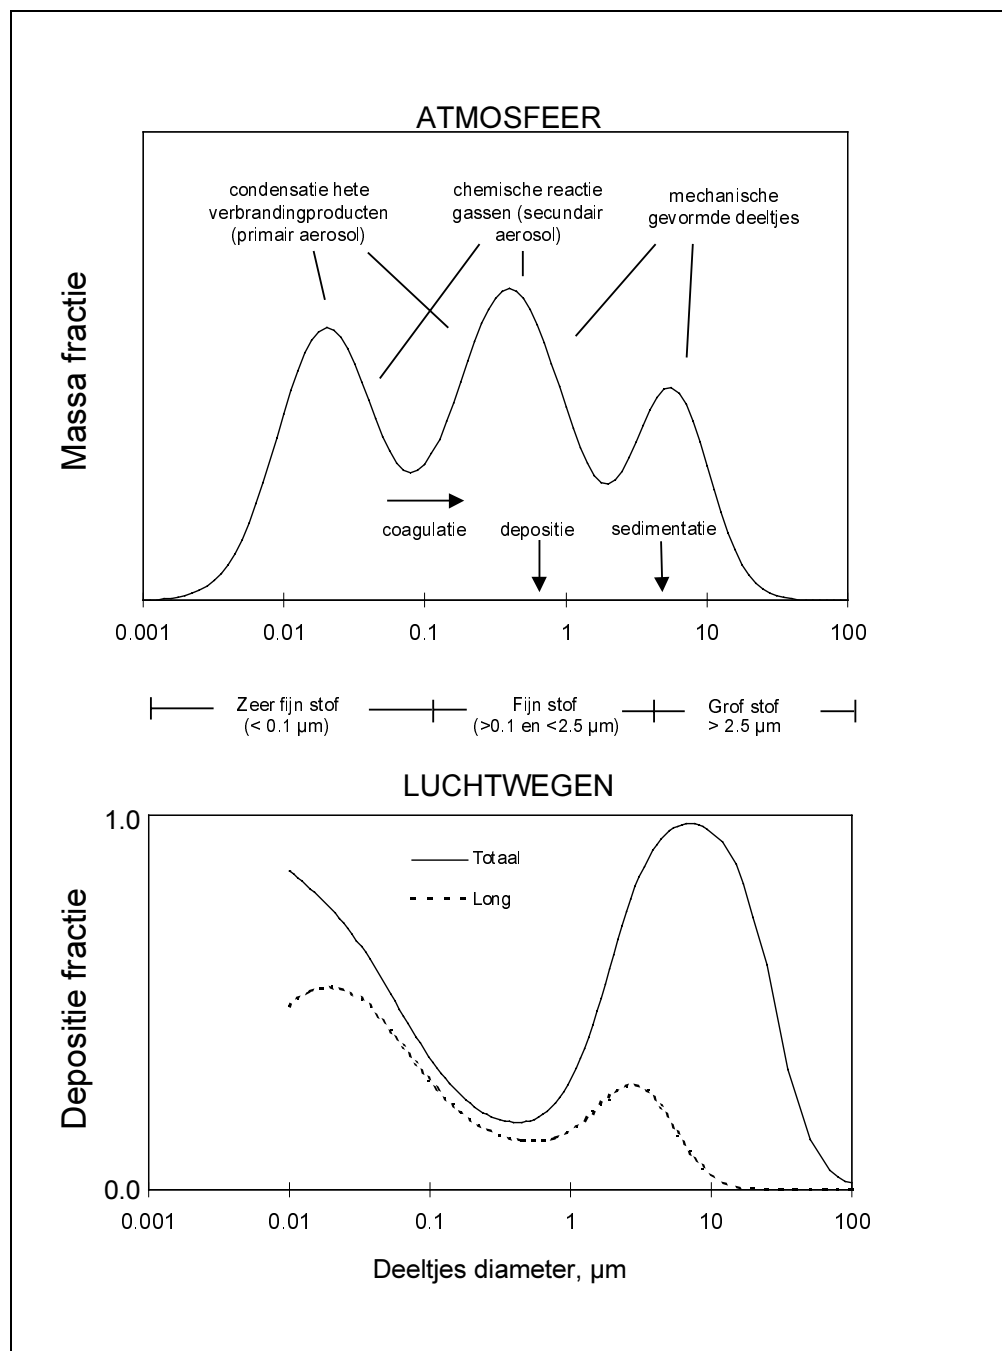 ATMOSFEER
condensatie hete
verbrandingproducten
(primair aerosol)
chemische reactie
gassen (secundair
aerosol)
mechanische
gevormde deeltjes
Massa fractie
coagulatie
depositie
sedimentatie
0.001 0.01 0.1 1 10 100
Zeer fijn stof
(< 0.1 µm)
Fijn stof
(>0.1 en <2.5 µm)
Grof stof
> 2.5 µm
LUCHTWEGEN
1.0
Totaal
Long
Depositie fractie
0.0
0.001 0.01 0.1 1 10 100
Deeltjes diameter, µm